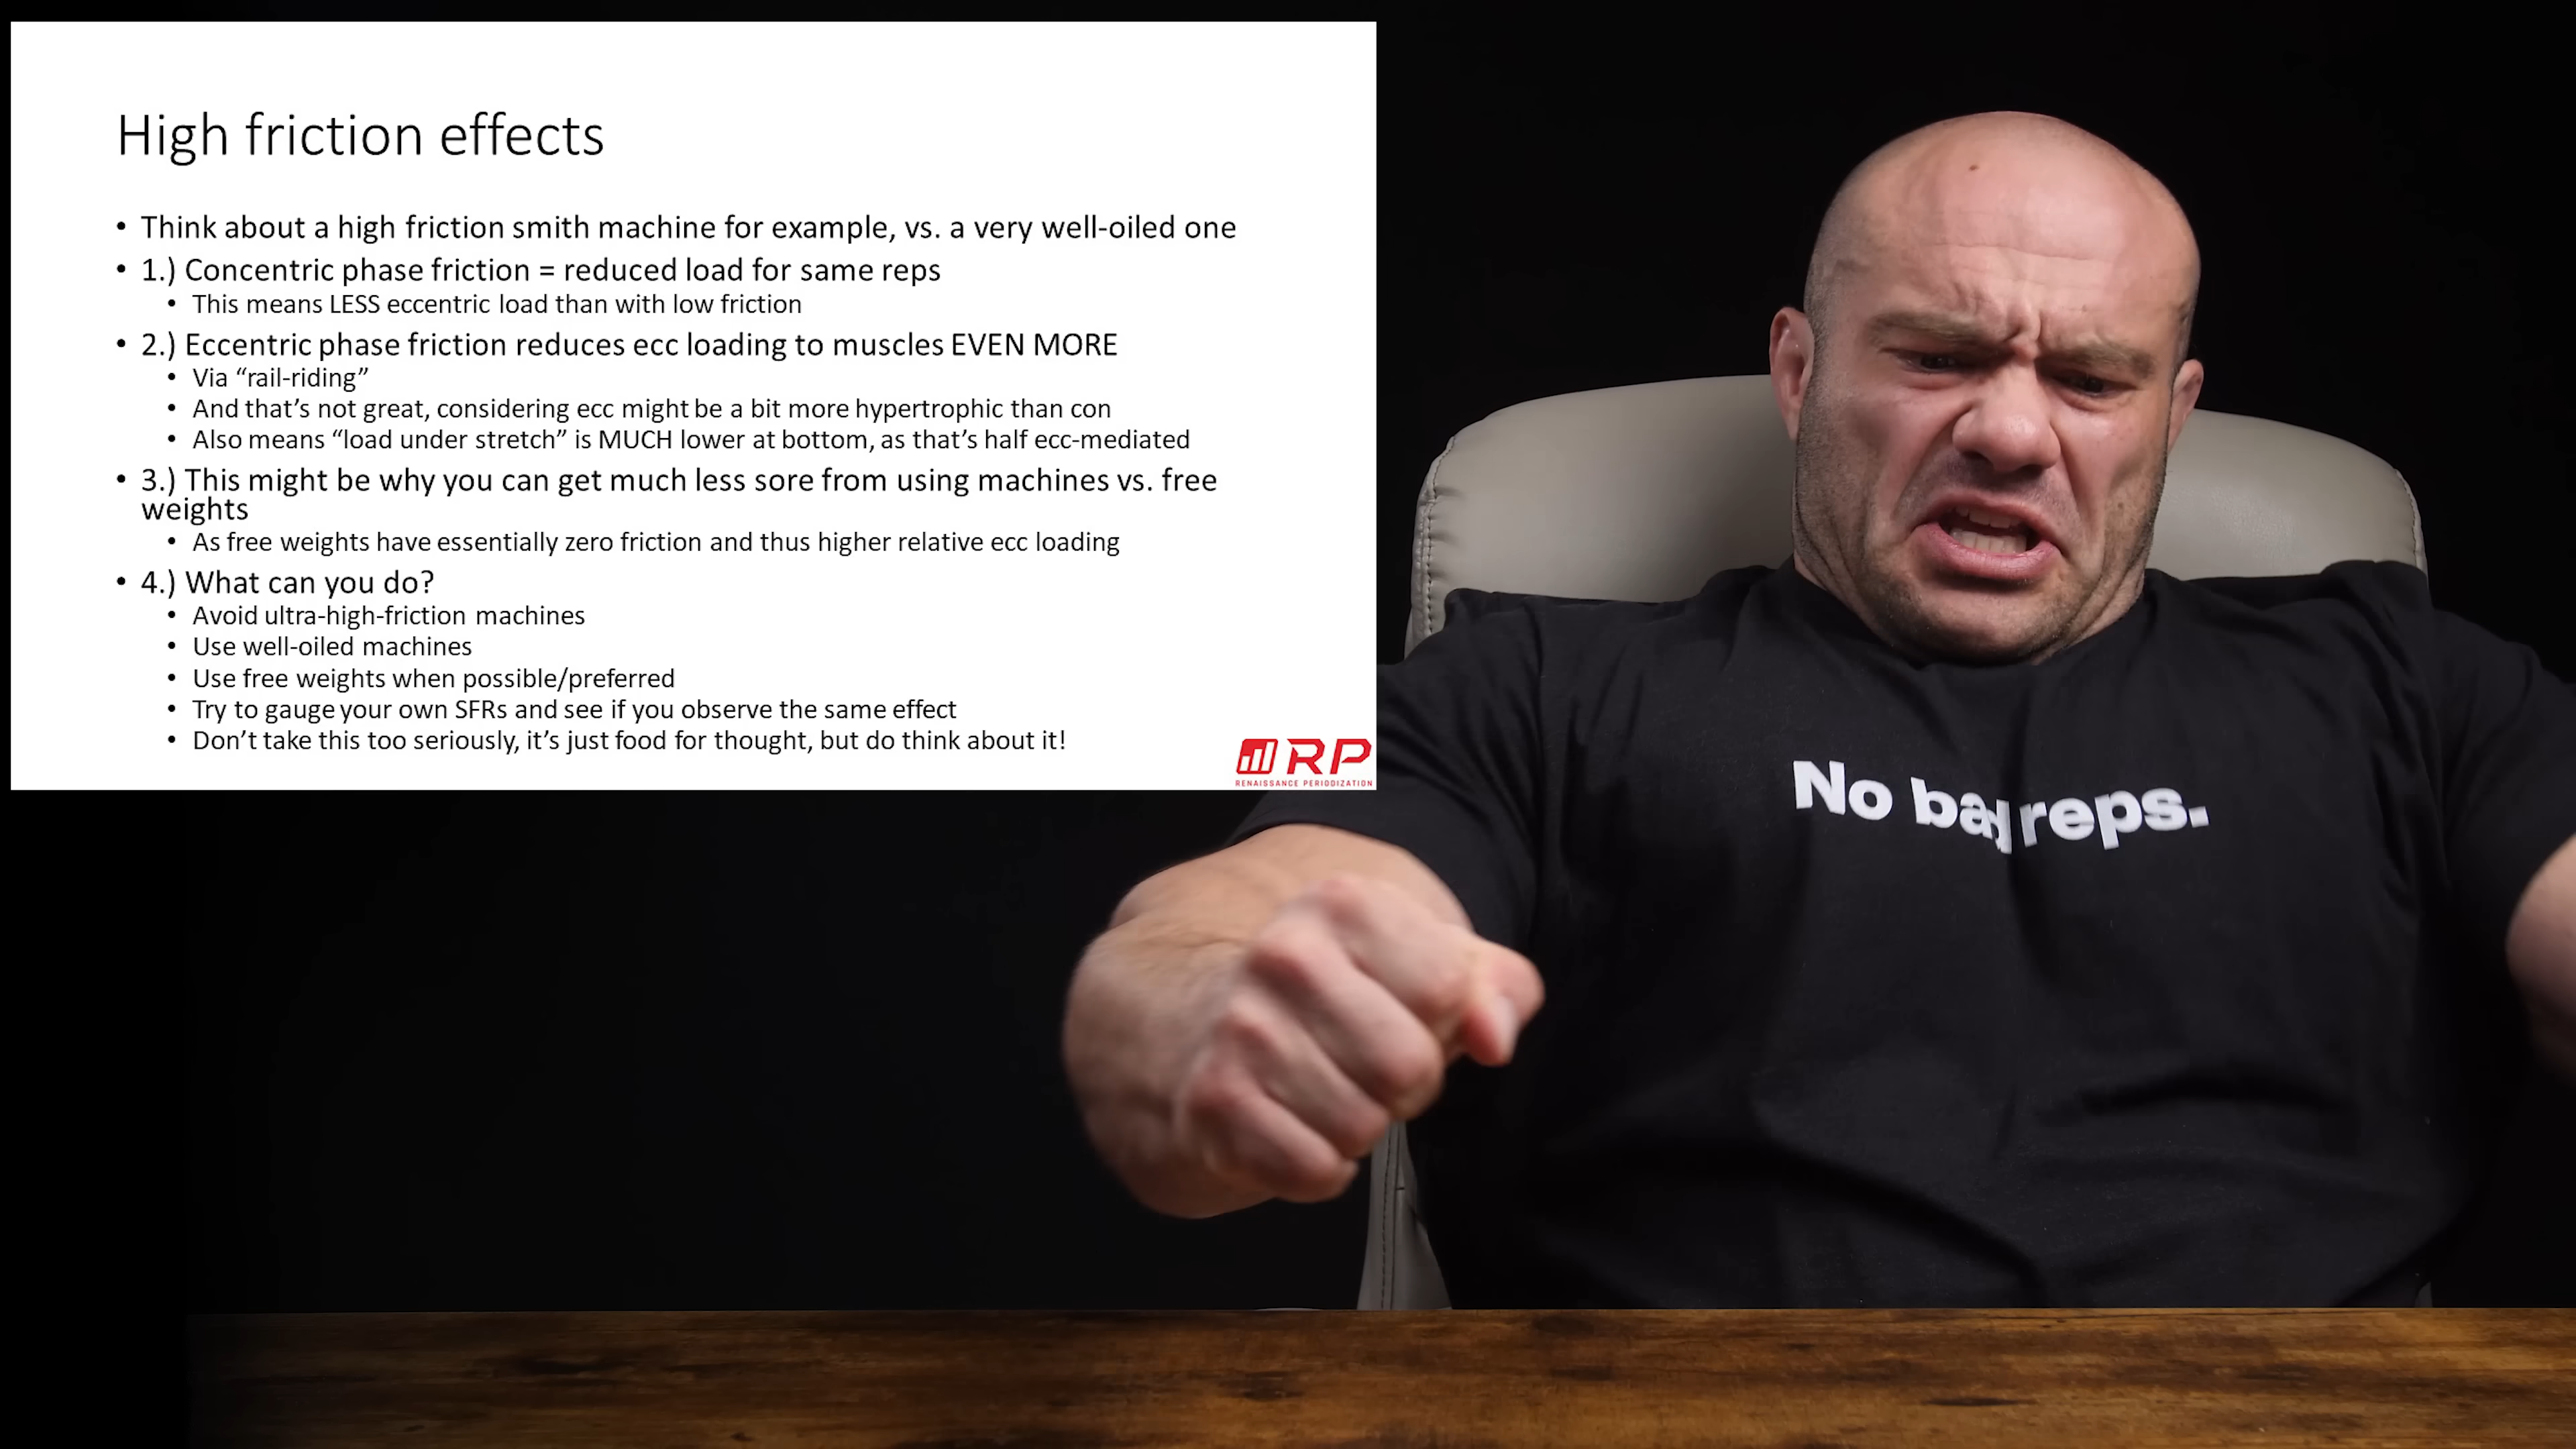 High friction effects
• Think about a high friction smith machine for example, vs. a very well-oiled one
• 1.) Concentric phase friction = reduced load for same reps
• This means LESS eccentric load than with low friction
• 2.) Eccentric phase friction reduces ecc loading to muscles EVEN MORE
• Via “rail-riding”
• And that’s not great, considering ecc might be a bit more hypertrophic than con
• Also means “load under stretch” is MUCH lower at bottom, as that’s half ecc-mediated
• 3.) This might be why you can get much less sore from using machines vs. free
weights
• As free weights have essentially zero friction and thus higher relative ecc loading
• 4.) What can you do?
• Avoid ultra-high-friction machines
• Use well-oiled machines
• Use free weights when possible/preferred
• Try to gauge your own SFRs and see if you observe the same effect
• Don’t take this too seriously, it’s just food for thought, but do think about it!
RP
RENAISSANCE PERIODIZATION
No bad reps.